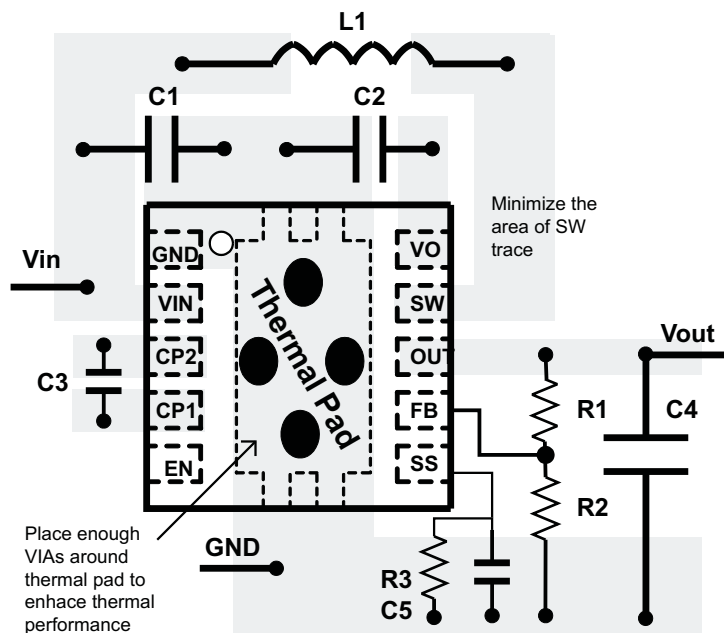 L1
C1
C2
Minimize the
area of SW
trace
Vin
GND
VIN
CP2
CP1
EN
Thermal Pad
VO
SW
OUT
FB
SS
C3
Vout
R1
C4
R2
Place enough
VIAs around
thermal pad to
enhace thermal
performance
GND
R3
C5